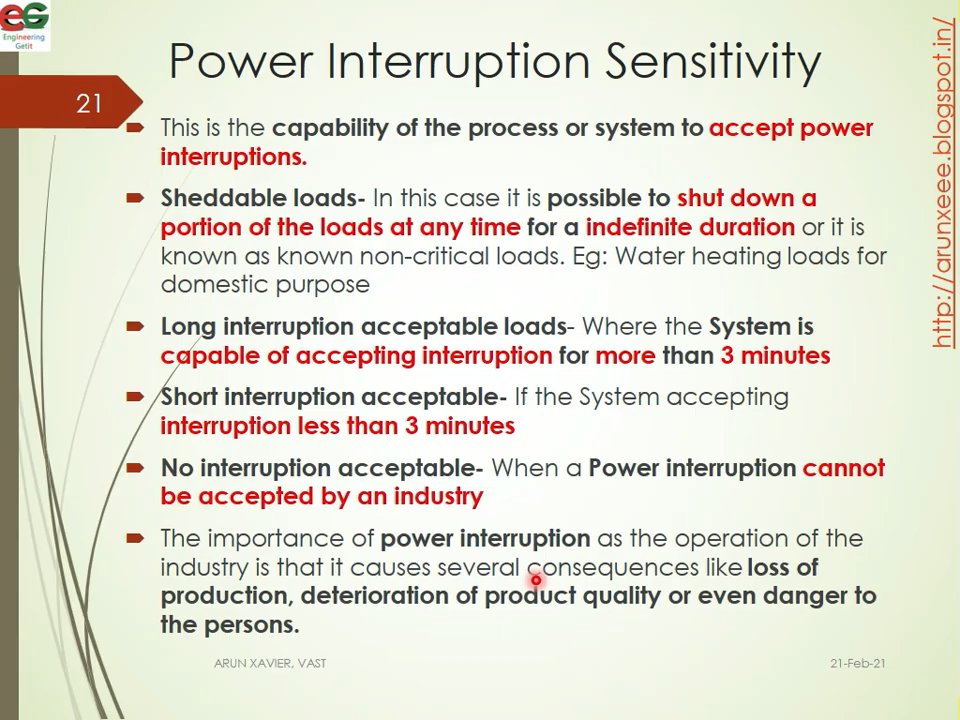 EG
Engineering
Getit
Power Interruption Sensitivity
21
This is the capability of the process or system to accept power
interruptions.
Sheddable loads- In this case it is possible to shut down a
portion of the loads at any time for a indefinite duration or it is
known as known non-critical loads. Eg: Water heating loads for
domestic purpose
Long interruption acceptable loads- Where the System is
capable of accepting interruption for more than 3 minutes
Short interruption acceptable- If the System accepting
interruption less than 3 minutes
No interruption acceptable- When a Power interruption cannot
be accepted by an industry
The importance of power interruption as the operation of the
industry is that it causes several consequences like loss of
production, deterioration of product quality or even danger to
the persons.
ARUN XAVIER, VAST
21-Feb-21
http://arunxeee.blogspot.in/